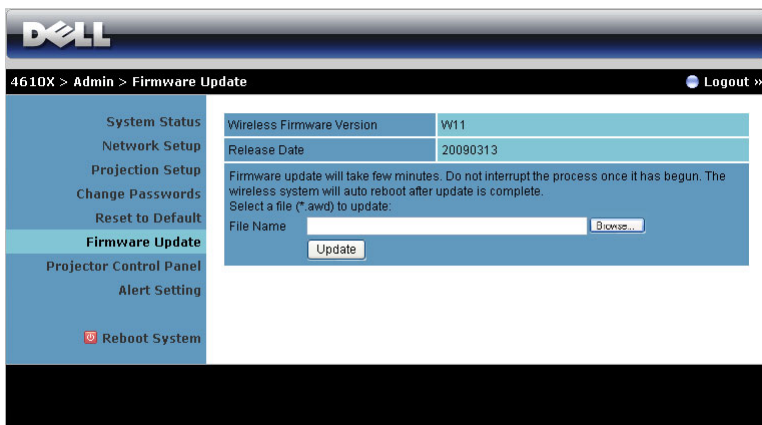 DELL
4610X > Admin > Firmware Update
Logout »
System Status
Network Setup
Projection Setup
Change Passwords
Reset to Default
Firmware Update
Projector Control Panel
Alert Setting
Reboot System
Wireless Firmware Version W11
Release Date 20090313
Firmware update will take few minutes. Do not interrupt the process once it has begun. The
wireless system will auto reboot after update is complete.
Select a file (*.awd) to update:
File Name Browse...
Update